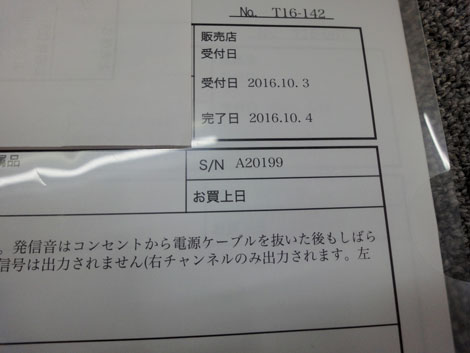 No. T16-142
販売店
受付日
受付日 2016.10.3
完了日 2016.10.4
属品
S/N A20199
お買上日
。発信音はコンセントから電源ケーブルを抜いた後もしばら
信号は出力されません(右チャンネルのみ出力されます。左